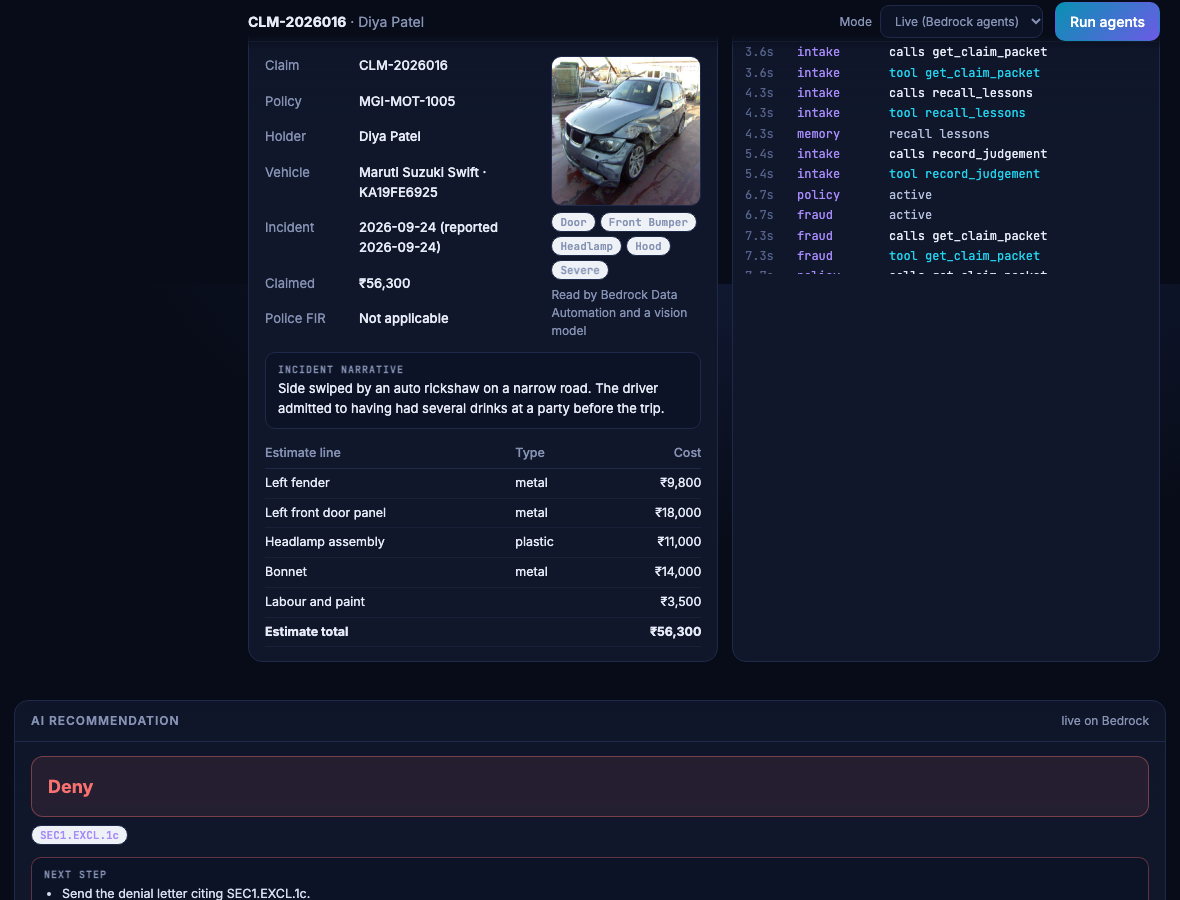 CLM-2026016 · Diya Patel
Mode
Live (Bedrock agents)
Run agents
Claim
CLM-2026016
Policy
MGI-MOT-1005
Holder
Diya Patel
Vehicle
Maruti Suzuki Swift ·
KA19FE6925
Incident
2026-09-24 (reported
2026-09-24)
Claimed
₹56,300
Police FIR
Not applicable
Door
Front Bumper
Headlamp
Hood
Severe
Read by Bedrock Data
Automation and a vision
model
INCIDENT NARRATIVE
Side swiped by an auto rickshaw on a narrow road. The driver
admitted to having had several drinks at a party before the trip.
Estimate line Type Cost
Left fender metal ₹9,800
Left front door panel metal ₹18,000
Headlamp assembly plastic ₹11,000
Bonnet metal ₹14,000
Labour and paint ₹3,500
Estimate total ₹56,300
3.6s intake calls get_claim_packet
3.6s intake tool get_claim_packet
4.3s intake calls recall_lessons
4.3s intake tool recall_lessons
4.3s memory recall lessons
5.4s intake calls record_judgement
5.4s intake tool record_judgement
6.7s policy active
6.7s fraud active
7.3s fraud calls get_claim_packet
7.3s fraud tool get_claim_packet
AI RECOMMENDATION
live on Bedrock
Deny
SEC1.EXCL.1c
NEXT STEP
• Send the denial letter citing SEC1.EXCL.1c.